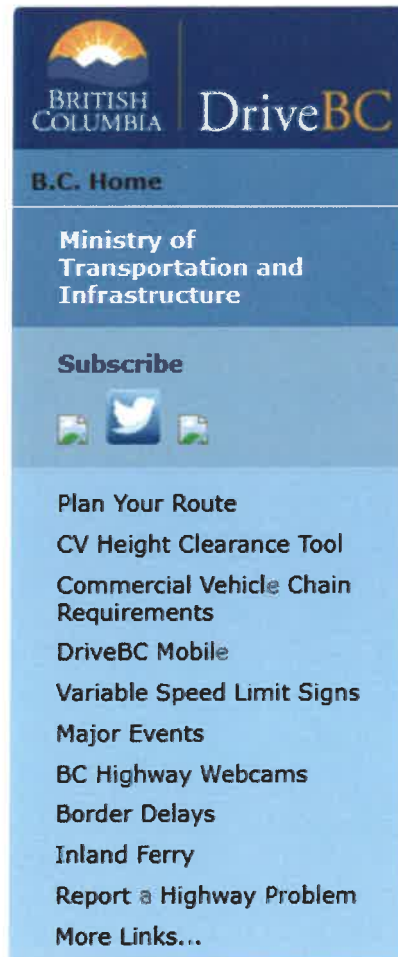 BRITISH
COLUMBIA
DriveBC
B.C. Home
Ministry of
Transportation and
Infrastructure
Subscribe
Plan Your Route
CV Height Clearance Tool
Commercial Vehicle Chain
Requirements
DriveBC Mobile
Variable Speed Limit Signs
Major Events
BC Highway Webcams
Border Delays
Inland Ferry
Report a Highway Problem
More Links...